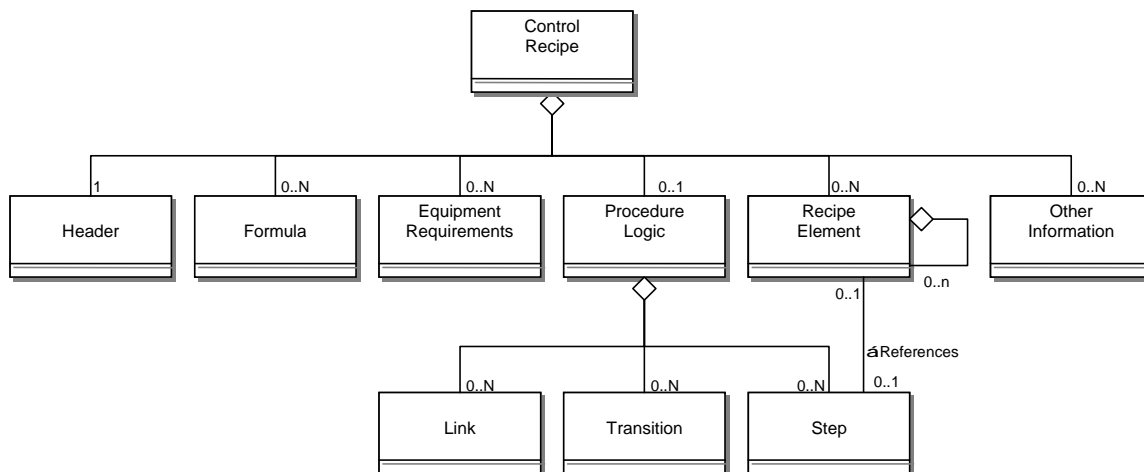 Control
Recipe
1
0..N
0..N
0..1
0..N
0..N
Header
Formula
Equipment
Requirements
Procedure
Logic
Recipe
Element
Other
Information
0..n
0..1
áReferences
0..N
0..N
0..N
0..1
Link
Transition
Step